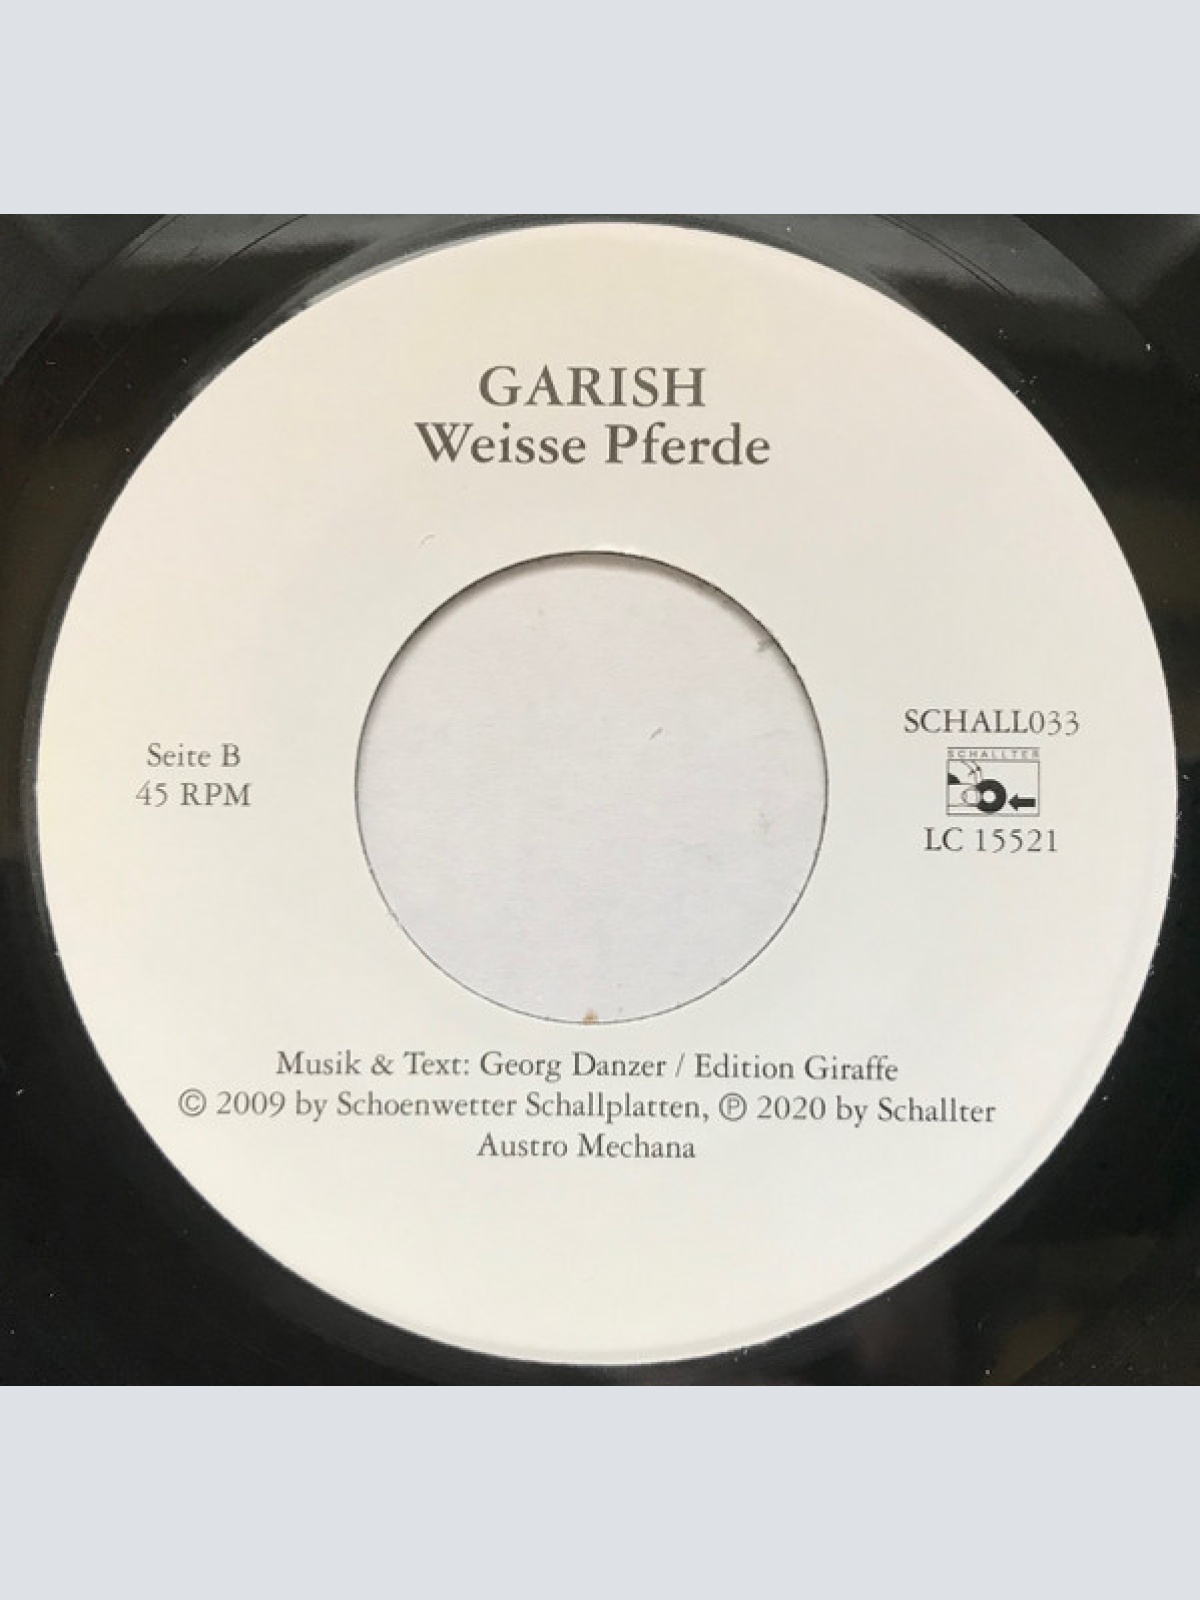 GARISH
Weisse Pferde
Seite B
45 RPM
SCHALL033
SCHALLTER
LC 15521
Musik & Text: Georg Danzer / Edition Giraffe
© 2009 by Schoenwetter Schallplatten, ℗ 2020 by Schallter
Austro Mechana